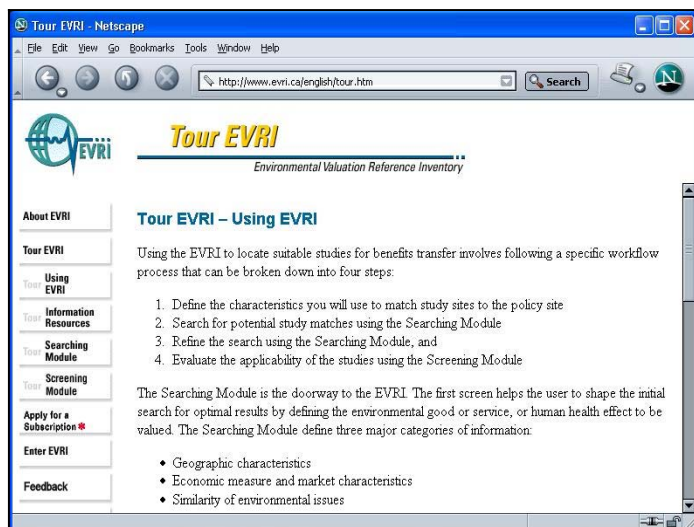 Tour EVRI - Netscape
File Edit View Go Bookmarks Tools Window Help
http://www.evri.ca/english/tour.htm
Search
N
EVRI
Tour EVRI
Environmental Valuation Reference Inventory
About EVRI
Tour EVRI
Tour Using
EVRI
Tour Information
Resources
Tour Searching
Module
Tour Screening
Module
Apply for a
Subscription *
Enter EVRI
Feedback
Tour EVRI – Using EVRI
Using the EVRI to locate suitable studies for benefits transfer involves following a specific workflow
process that can be broken down into four steps:
1. Define the characteristics you will use to match study sites to the policy site
2. Search for potential study matches using the Searching Module
3. Refine the search using the Searching Module, and
4. Evaluate the applicability of the studies using the Screening Module
The Searching Module is the doorway to the EVRI. The first screen helps the user to shape the initial
search for optimal results by defining the environmental good or service, or human health effect to be
valued. The Searching Module define three major categories of information:
• Geographic characteristics
• Economic measure and market characteristics
• Similarity of environmental issues